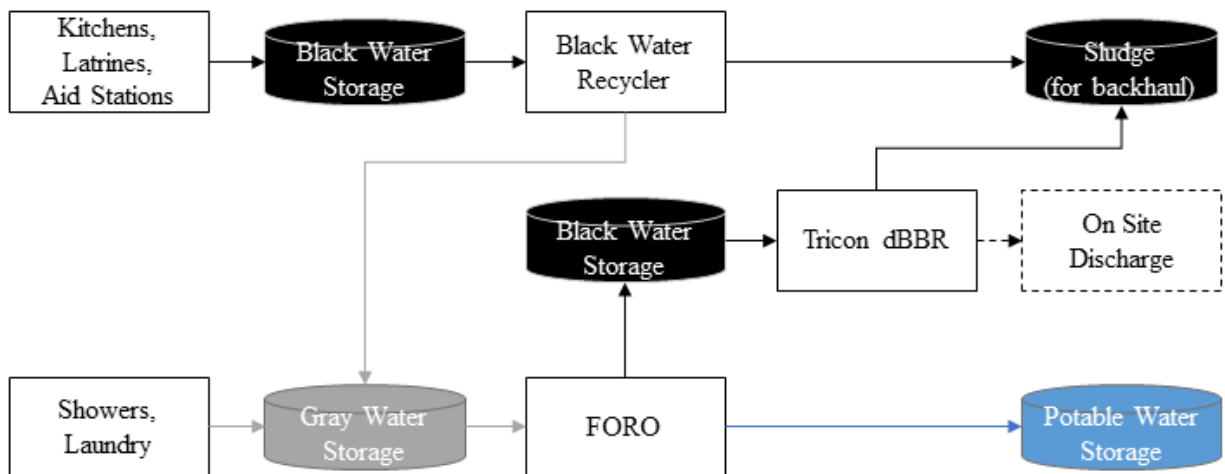 Kitchens,
Latrines,
Aid Stations
Black Water
Storage
Black Water
Recycler
Sludge
(for backhaul)
Black Water
Storage
Tricon dBBR
On Site
Discharge
Showers,
Laundry
Gray Water
Storage
FORO
Potable Water
Storage